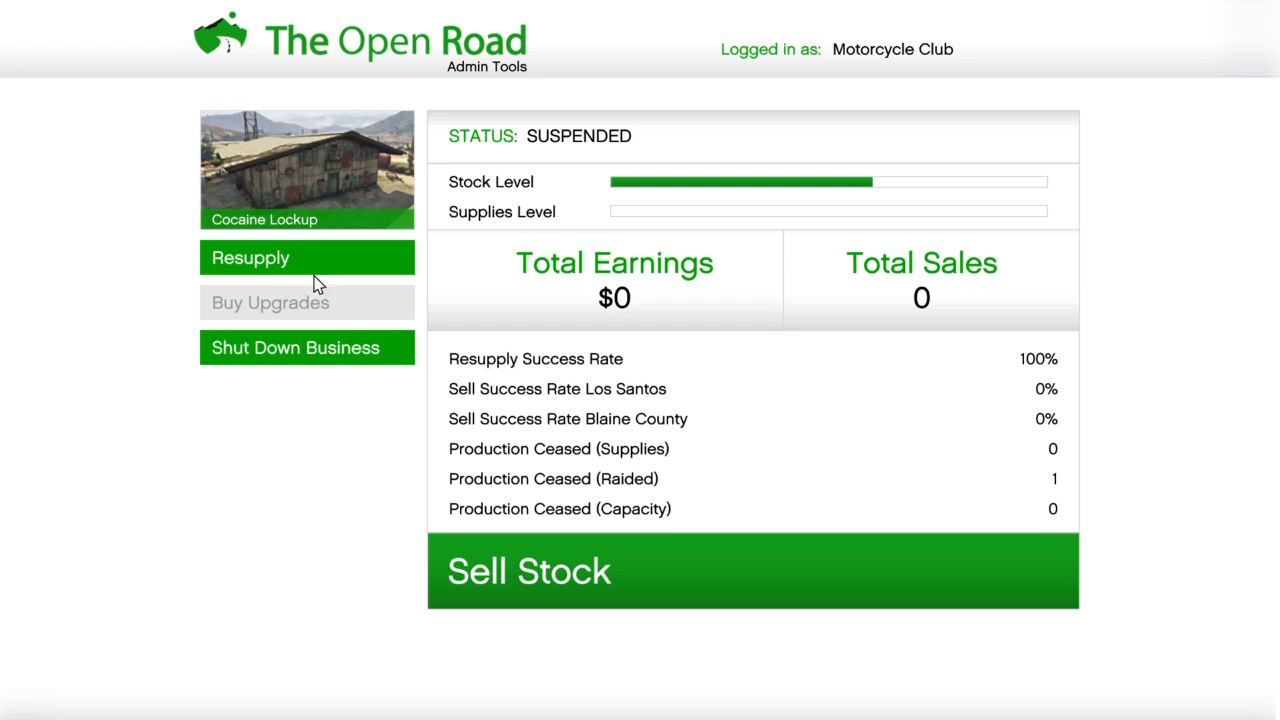 The Open Road
Admin Tools
Logged in as: Motorcycle Club
Cocaine Lockup
Resupply
Buy Upgrades
Shut Down Business
STATUS: SUSPENDED
Stock Level
Supplies Level
Total Earnings
$0
Total Sales
0
Resupply Success Rate 100%
Sell Success Rate Los Santos 0%
Sell Success Rate Blaine County 0%
Production Ceased (Supplies) 0
Production Ceased (Raided) 1
Production Ceased (Capacity) 0
Sell Stock